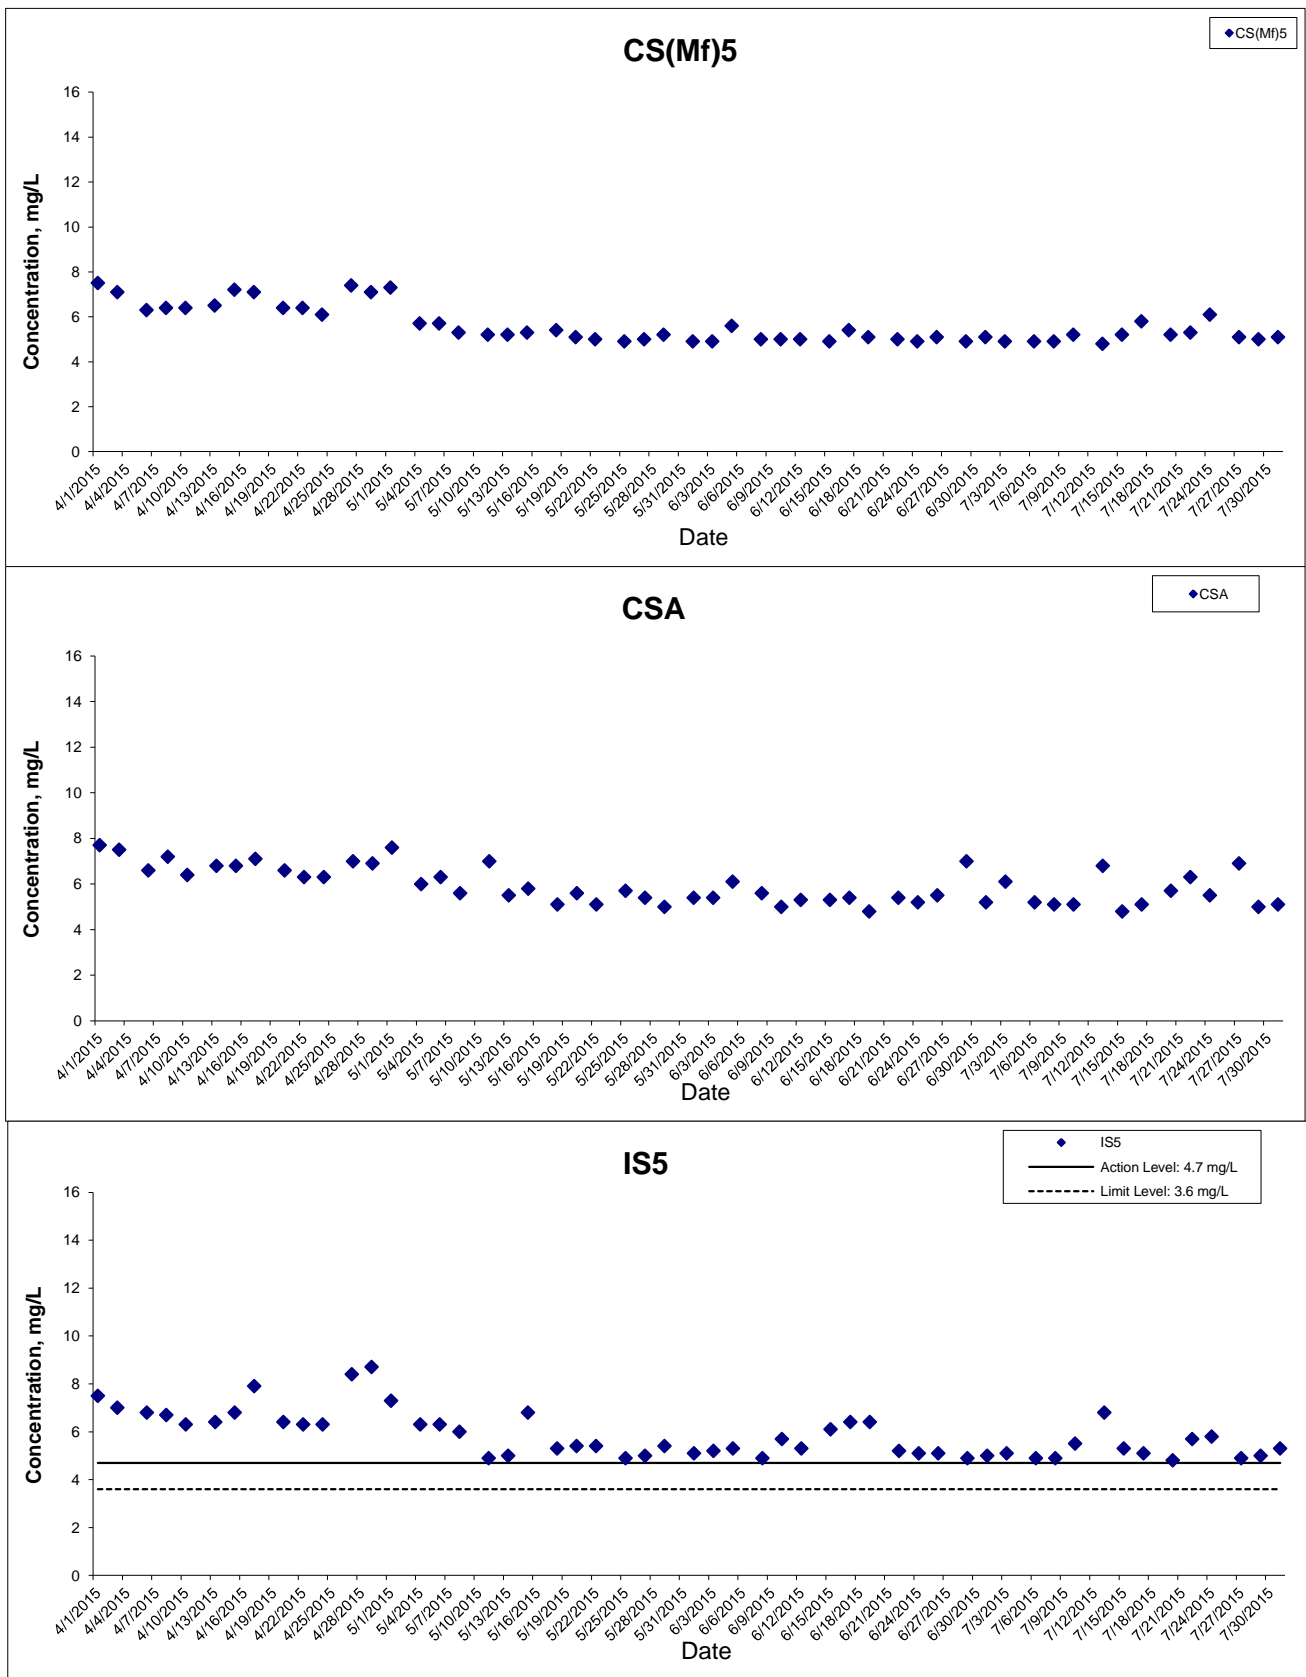 CS(Mf)5
CS(Mf)5
Concentration, mg/L
16
14
12
10
8
6
4
2
0
4/1/2015 4/4/2015 4/7/2015 4/10/2015 4/13/2015 4/16/2015 4/19/2015 4/22/2015 4/25/2015 4/28/2015 5/1/2015 5/4/2015 5/7/2015 5/10/2015 5/13/2015 5/16/2015 5/19/2015 5/22/2015 5/25/2015 5/28/2015 5/31/2015 6/3/2015 6/6/2015 6/9/2015 6/12/2015 6/15/2015 6/18/2015 6/21/2015 6/24/2015 6/27/2015 6/30/2015 7/3/2015 7/6/2015 7/9/2015 7/12/2015 7/15/2015 7/18/2015 7/21/2015 7/24/2015 7/27/2015 7/30/2015
Date
CSA
CSA
Concentration, mg/L
16
14
12
10
8
6
4
2
0
4/1/2015 4/4/2015 4/7/2015 4/10/2015 4/13/2015 4/16/2015 4/19/2015 4/22/2015 4/25/2015 4/28/2015 5/1/2015 5/4/2015 5/7/2015 5/10/2015 5/13/2015 5/16/2015 5/19/2015 5/22/2015 5/25/2015 5/28/2015 5/31/2015 6/3/2015 6/6/2015 6/9/2015 6/12/2015 6/15/2015 6/18/2015 6/21/2015 6/24/2015 6/27/2015 6/30/2015 7/3/2015 7/6/2015 7/9/2015 7/12/2015 7/15/2015 7/18/2015 7/21/2015 7/24/2015 7/27/2015 7/30/2015
Date
IS5
IS5
Action Level: 4.7 mg/L
Limit Level: 3.6 mg/L
Concentration, mg/L
16
14
12
10
8
6
4
2
0
4/1/2015 4/4/2015 4/7/2015 4/10/2015 4/13/2015 4/16/2015 4/19/2015 4/22/2015 4/25/2015 4/28/2015 5/1/2015 5/4/2015 5/7/2015 5/10/2015 5/13/2015 5/16/2015 5/19/2015 5/22/2015 5/25/2015 5/28/2015 5/31/2015 6/3/2015 6/6/2015 6/9/2015 6/12/2015 6/15/2015 6/18/2015 6/21/2015 6/24/2015 6/27/2015 6/30/2015 7/3/2015 7/6/2015 7/9/2015 7/12/2015 7/15/2015 7/18/2015 7/21/2015 7/24/2015 7/27/2015 7/30/2015
Date